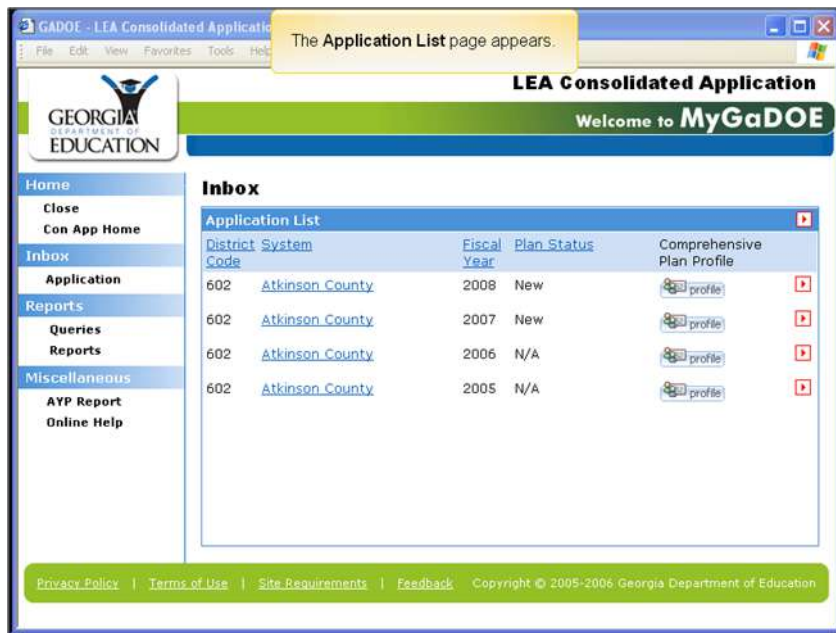 GADOE - LEA Consolidated Applicatio
The Application List page appears.
File Edit View Favorites Tools Help
LEA Consolidated Application
GEORGIA
DEPARTMENT OF
EDUCATION
Welcome to MyGaDOE
Home
Close
Con App Home
Inbox
Application
Reports
Queries
Reports
Miscellaneous
AYP Report
Online Help
Inbox
Application List
District Code System Fiscal Year Plan Status Comprehensive Plan Profile
602 Atkinson County 2008 New profile
602 Atkinson County 2007 New profile
602 Atkinson County 2006 N/A profile
602 Atkinson County 2005 N/A profile
Privacy Policy | Terms of Use | Site Requirements | Feedback Copyright © 2005-2006 Georgia Department of Education